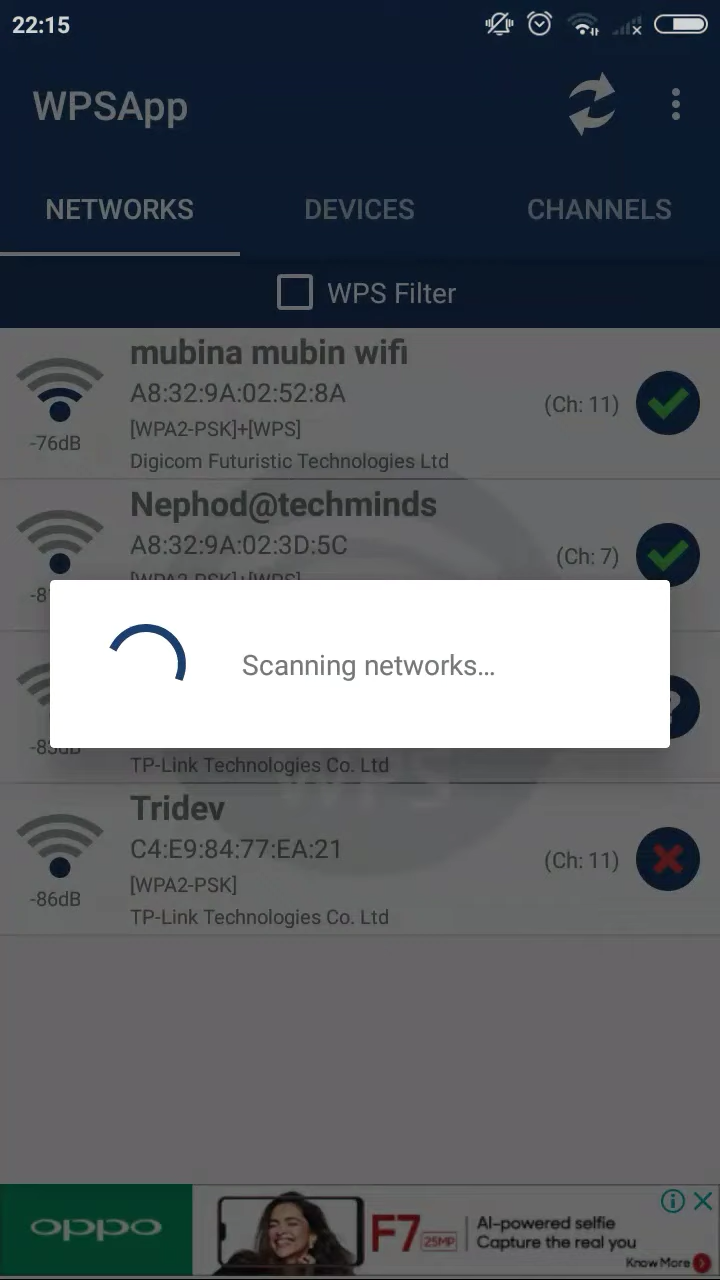 22:15
WPSApp
NETWORKS DEVICES CHANNELS
WPS Filter
mubina mubin wifi
A8:32:9A:02:52:8A
(Ch: 11)
[WPA2-PSK]+[WPS]
-76dB
Digicom Futuristic Technologies Ltd
Nephod@techminds
A8:32:9A:02:3D:5C
(Ch: 7)
Scanning networks…
TP-Link Technologies Co. Ltd
WPS
Tridev
C4:E9:84:77:EA:21
(Ch: 11)
[WPA2-PSK]
-86dB
TP-Link Technologies Co. Ltd
oppo
F7 25MP
AI-powered selfie
Capture the real you
Know More